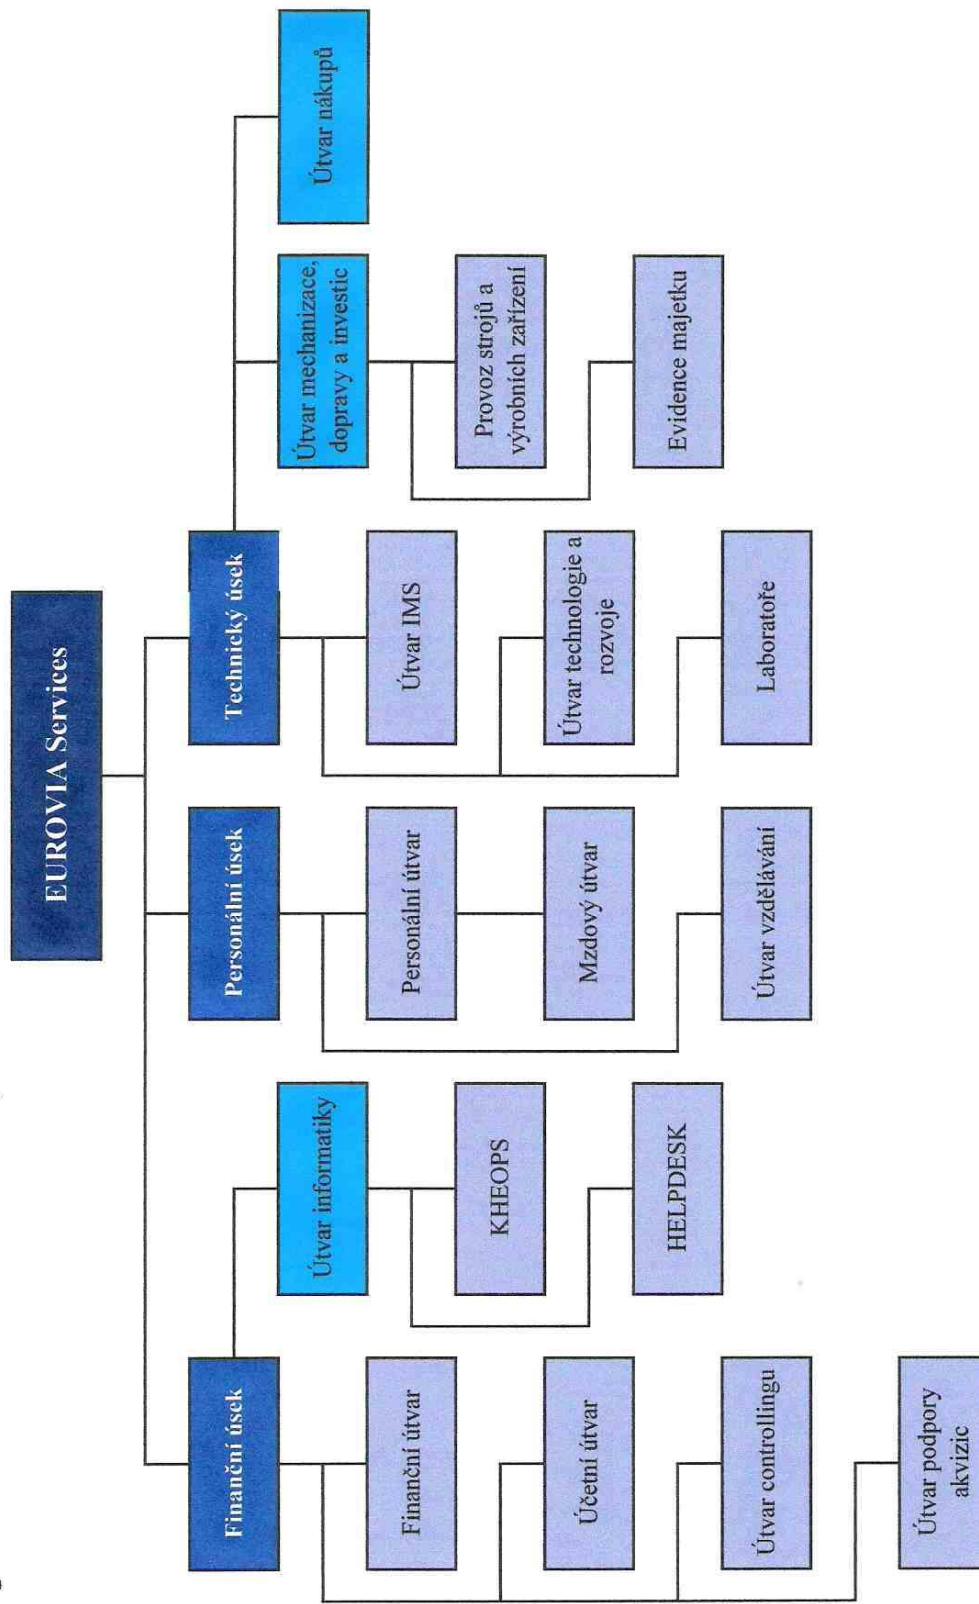 EUROVIA Services
Finanční úsek
Personální úsek
Technický úsek
Útvar informatiky
Útvar mechanizace,
dopravy a investic
Útvar nákupů
Finanční útvar
Personální útvar
Útvar IMS
KHEOPS
Provoz strojů a
výrobních zařízení
Účetní útvar
Mzdový útvar
Útvar technologie a
rozvoje
HELPDESK
Evidence majetku
Útvar controllingu
Útvar vzdělávání
Laboratoře
Útvar podpory
akvizic